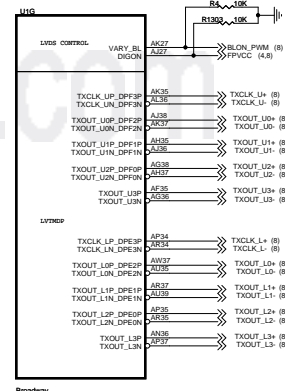 R4 10K
U1G
R1303 10K
LVDS CONTROL
VARY_BL AK27 BLON_PWM (8)
DIGON AJ27 FPVCC (4,8)
TXCLK_UP_DPF3P AK35 TXCLK_U+ (8)
TXCLK_UN_DPF3N AL36 TXCLK_U- (8)
TXOUT_U0P_DPF2P AJ38 TXOUT_U0+ (8
TXOUT_U0N_DPF2N AK37 TXOUT_U0- (8
TXOUT_U1P_DPF1P AH35 TXOUT_U1+ (8
TXOUT_U1N_DPF1N AJ36 TXOUT_U1- (8
TXOUT_U2P_DPF0P AG38 TXOUT_U2+ (8
TXOUT_U2N_DPF0N AH37 TXOUT_U2- (8
TXOUT_U3P AF35 TXOUT_U3+ (8
TXOUT_U3N AG36 TXOUT_U3- (8
LVTMDP
TXCLK_LP_DPE3P AP34 TXCLK_L+ (8)
TXCLK_LN_DPE3N AR34 TXCLK_L- (8)
TXOUT_L0P_DPE2P AW37 TXOUT_L0+ (8
TXOUT_L0N_DPE2N AU35 TXOUT_L0- (8
TXOUT_L1P_DPE1P AR37 TXOUT_L1+ (8
TXOUT_L1N_DPE1N AU39 TXOUT_L1- (8
TXOUT_L2P_DPE0P AP35 TXOUT_L2+ (8
TXOUT_L2N_DPE0N AR35 TXOUT_L2- (8
TXOUT_L3P AN36 TXOUT_L3+ (8
TXOUT_L3N AP37 TXOUT_L3- (8
Broadway